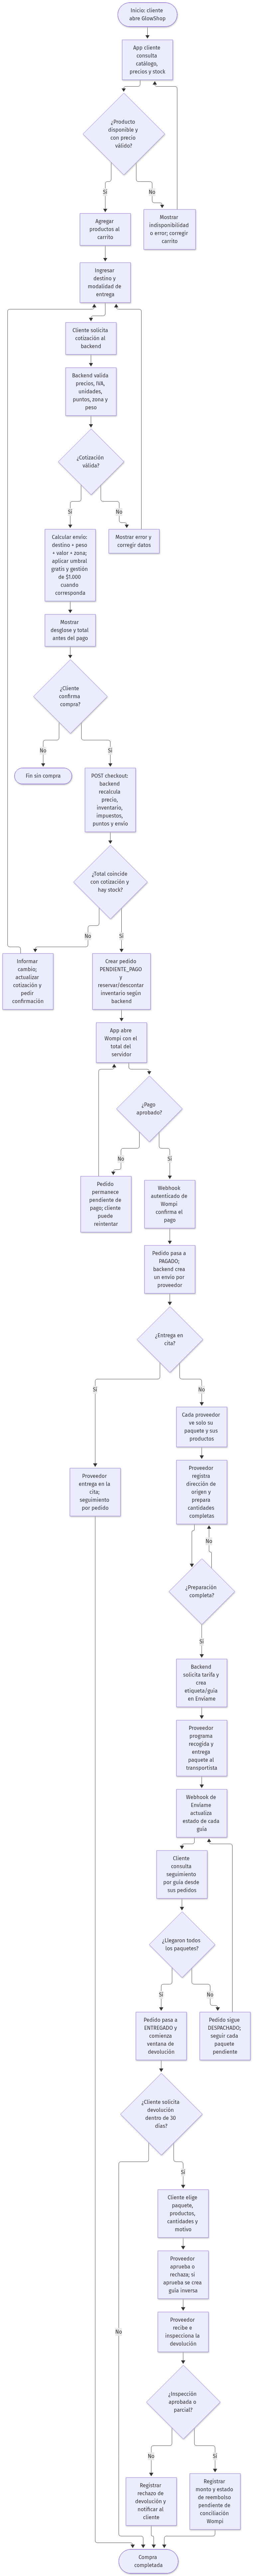 Inicio: cliente
abre GlowShop
App cliente
consulta
catálogo,
precios y stock
¿Producto
disponible y
con precio
válido?
Sí
No
Agregar
productos al
carrito
Mostrar
indisponibilidad
o error; corregir
carrito
Ingresar
destino y
modalidad de
entrega
Cliente solicita
cotización al
backend
Backend valida
precios, IVA,
unidades,
puntos, zona y
peso
¿Cotización
válida?
Sí
No
Calcular envío:
destino + peso
+ valor + zona;
aplicar umbral
gratis y gestión
de $1.000
cuando
corresponda
Mostrar error y
corregir datos
Mostrar
desglose y total
antes del pago
¿Cliente
confirma
compra?
No
Sí
Fin sin compra
POST checkout:
backend
recalcula
precio,
inventario,
impuestos,
puntos y envío
¿Total coincide
con cotización y
hay stock?
No
Sí
Informar
cambio;
actualizar
cotización y
pedir
confirmación
Crear pedido
PENDIENTE_PAGO
y
reservar/descontar
inventario según
backend
App abre
Wompi con el
total del
servidor
¿Pago
aprobado?
No
Sí
Pedido
permanece
pendiente de
pago; cliente
puede
reintentar
Webhook
autenticado de
Wompi
confirma el
pago
Pedido pasa a
PAGADO;
backend crea
un envío por
proveedor
¿Entrega en
cita?
Sí
No
Cada proveedor
ve solo su
paquete y sus
productos
Proveedor
entrega en la
cita;
seguimiento
por pedido
Proveedor
registra
dirección de
origen y
prepara
cantidades
completas
No
¿Preparación
completa?
Sí
Backend
solicita tarifa y
crea
etiqueta/guía
en Envíame
Proveedor
programa
recogida y
entrega
paquete al
transportista
Webhook de
Envíame
actualiza
estado de cada
guía
Cliente
consulta
seguimiento
por guía desde
sus pedidos
¿Llegaron todos
los paquetes?
Sí
No
Pedido pasa a
ENTREGADO y
comienza
ventana de
devolución
Pedido sigue
DESPACHADO;
seguir cada
paquete
pendiente
¿Cliente solicita
devolución
dentro de 30
días?
Sí
No
Cliente elige
paquete,
productos,
cantidades y
motivo
Proveedor
aprueba o
rechaza; si
aprueba se crea
guía inversa
Proveedor
recibe e
inspecciona la
devolución
¿Inspección
aprobada o
parcial?
No
Sí
Registrar
rechazo de
devolución y
notificar al
cliente
Registrar
monto y estado
de reembolso
pendiente de
conciliación
Wompi
Compra
completada